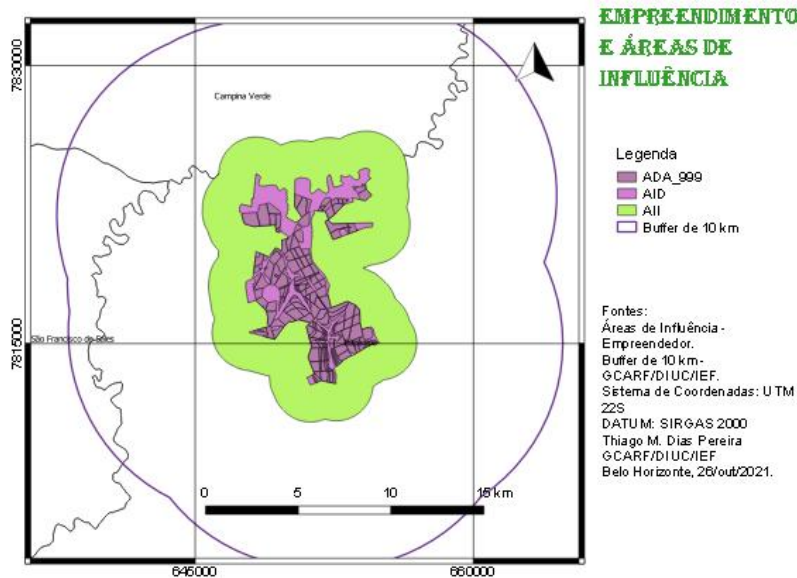 EMPREENDIMENTO
E ÁREAS DE
INFLUÊNCIA
7830000
Campina Verde
Legenda
ADA_999
AID
AII
Buffer de 10 km
Fontes:
Áreas de Influência -
Empreendedor.
Buffer de 10 km-
GCARF/DIUC/IEF.
Sistema de Coordenadas: UTM
22S
DATUM: SIRGAS 2000
Thiago M. Dias Pereira
GCARF/DIUC/IEF
Belo Horizonte, 26/out/2021.
7815000
São Francisco de Sales
0 5 10 15 km
645000 660000